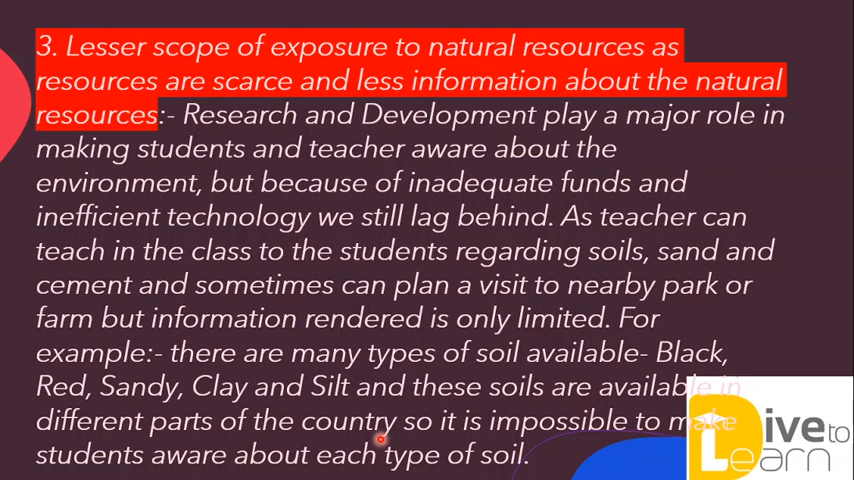 3. Lesser scope of exposure to natural resources as
resources are scarce and less information about the natural
resources:- Research and Development play a major role in
making students and teacher aware about the
environment, but because of inadequate funds and
inefficient technology we still lag behind. As teacher can
teach in the class to the students regarding soils, sand and
cement and sometimes can plan a visit to nearby park or
farm but information rendered is only limited. For
example:- there are many types of soil available- Black,
Red, Sandy, Clay and Silt and these soils are available in
different parts of the country so it is impossible to make
students aware about each type of soil.
Dive to
Learn